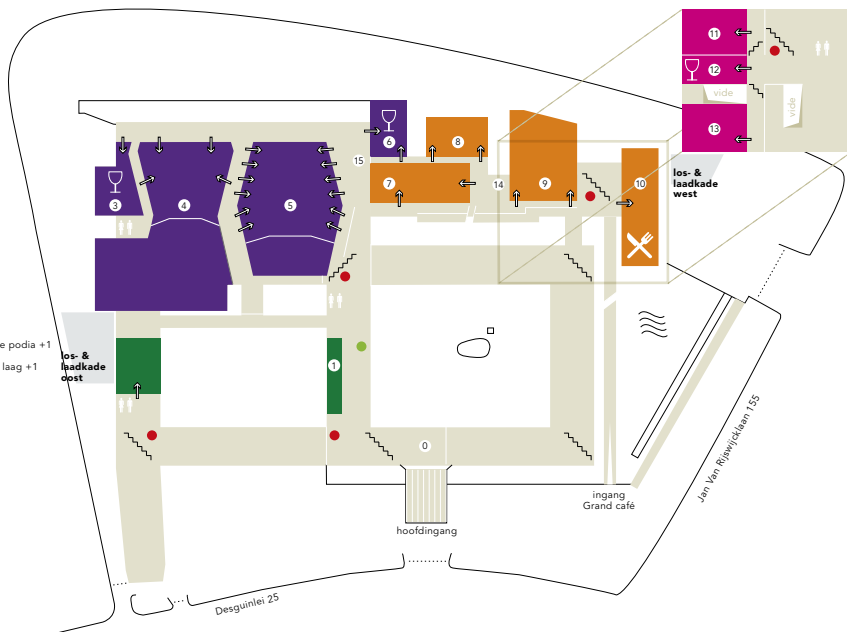 11
12
vide
vide
13
los- &
laadkade
west
6
8
15
7
14
9
10
3
4
5
e podia +1
laag +1
los- &
laadkade
oost
1
0
hoofdingang
ingang
Grand café
Jan Van Rijswijcklaan 155
Desguinlei 25